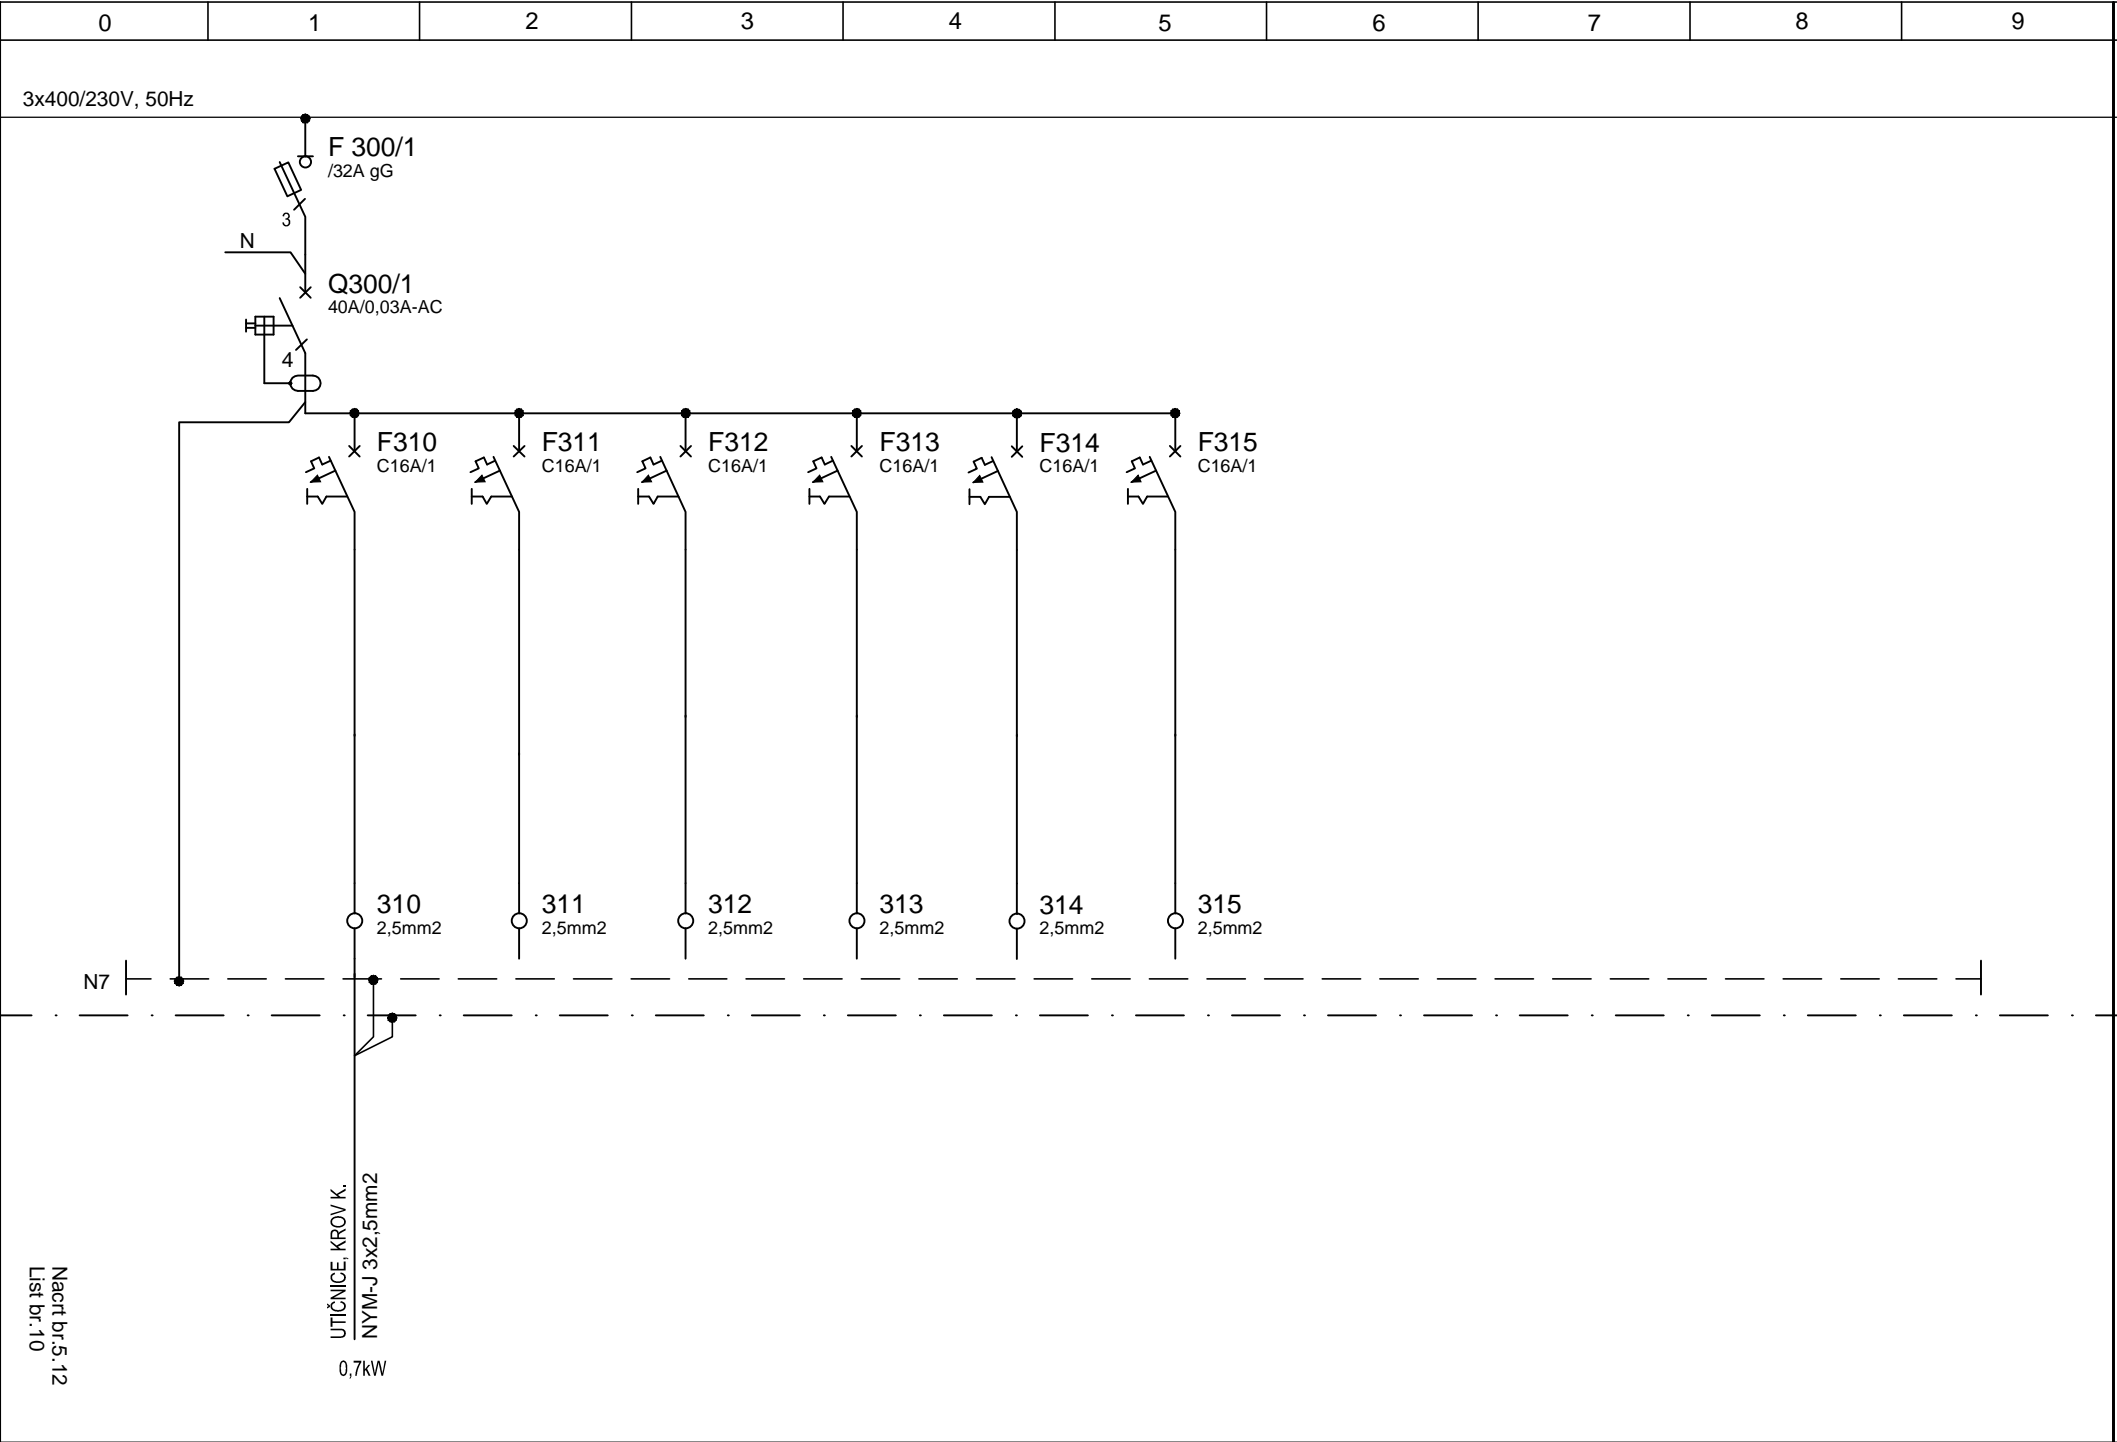 0 1 2 3 4 5 6 7 8 9
3x400/230V, 50Hz
F 300/1
/32A gG
3
N
Q300/1
40A/0,03A-AC
4
F310
C16A/1
F311
C16A/1
F312
C16A/1
F313
C16A/1
F314
C16A/1
F315
C16A/1
310
2,5mm2
311
2,5mm2
312
2,5mm2
313
2,5mm2
314
2,5mm2
315
2,5mm2
N7
UTIČNICE, KROV K.
NYM-J 3x2,5mm2
0,7kW
Nacrt br.5.12
List br.10